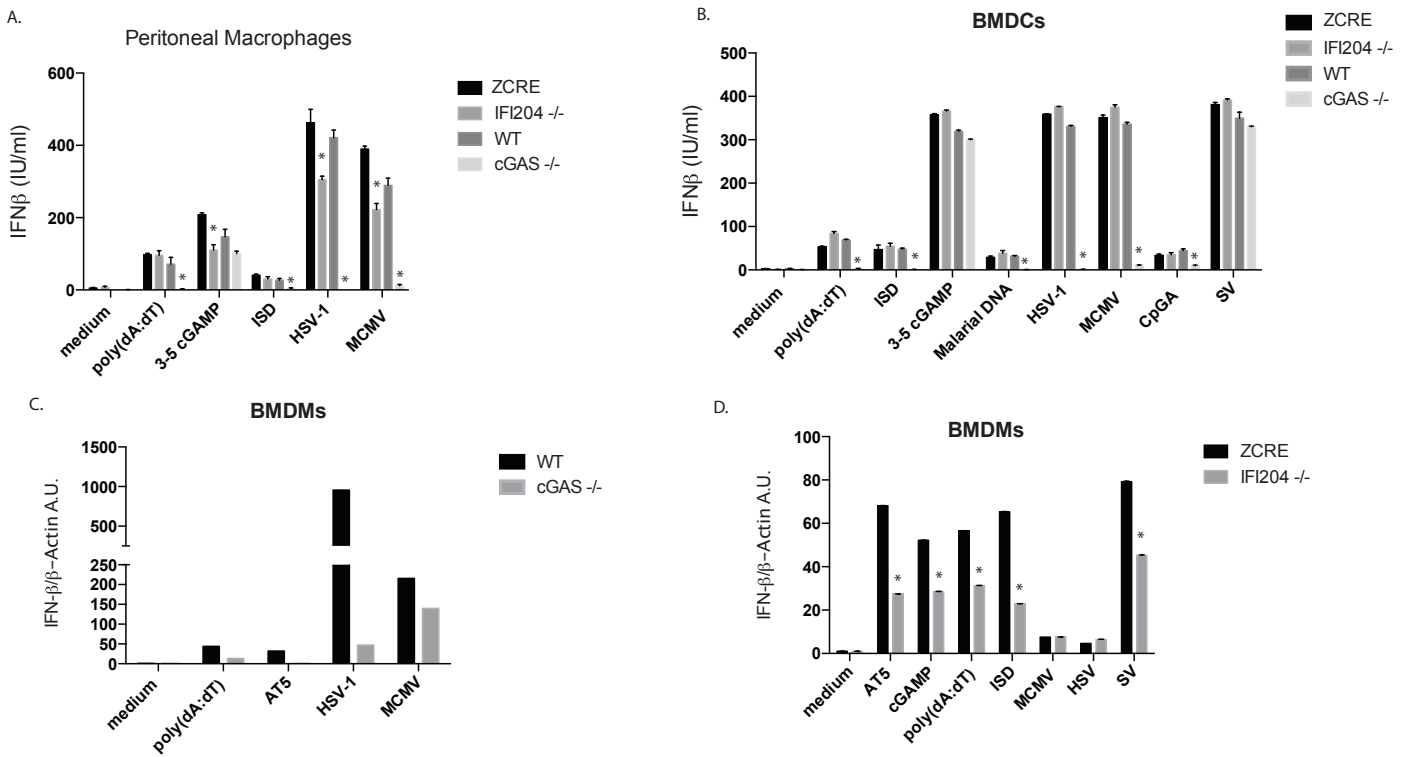 A.
Peritoneal Macrophages
IFNβ (IU/ml)
600
400
200
0
medium
poly(dA:dT)
3-5 cGAMP
ISD
HSV-1
MCMV
*
*
*
*
*
*
*
ZCRE
IFI204 -/-
WT
cGAS -/-
B.
BMDCs
IFNβ (IU/ml)
500
400
300
200
100
0
medium
poly(dA:dT)
ISD
3-5 cGAMP
Malarial DNA
HSV-1
MCMV
CpGA
SV
*
*
*
*
*
*
ZCRE
IFI204 -/-
WT
cGAS -/-
C.
BMDMs
IFN-β/β−Actin A.U.
1500
1000
500
250
200
150
100
50
0
medium
poly(dA:dT)
AT5
HSV-1
MCMV
WT
cGAS -/-
D.
BMDMs
IFN-β/β−Actin A.U.
100
80
60
40
20
0
medium
AT5
cGAMP
poly(dA:dT)
ISD
MCMV
HSV
SV
*
*
*
*
*
ZCRE
IFI204 -/-